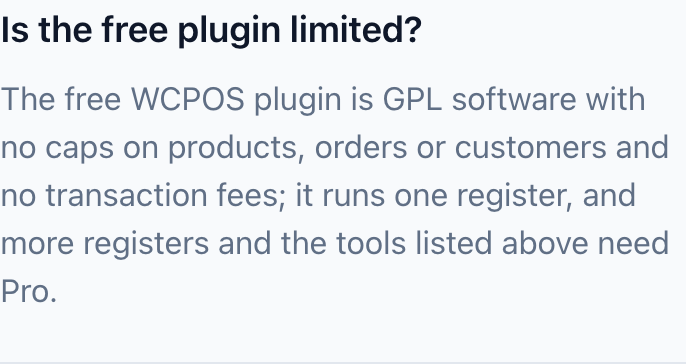 Is the free plugin limited?
The free WCPOS plugin is GPL software with
no caps on products, orders or customers and
no transaction fees; it runs one register, and
more registers and the tools listed above need
Pro.